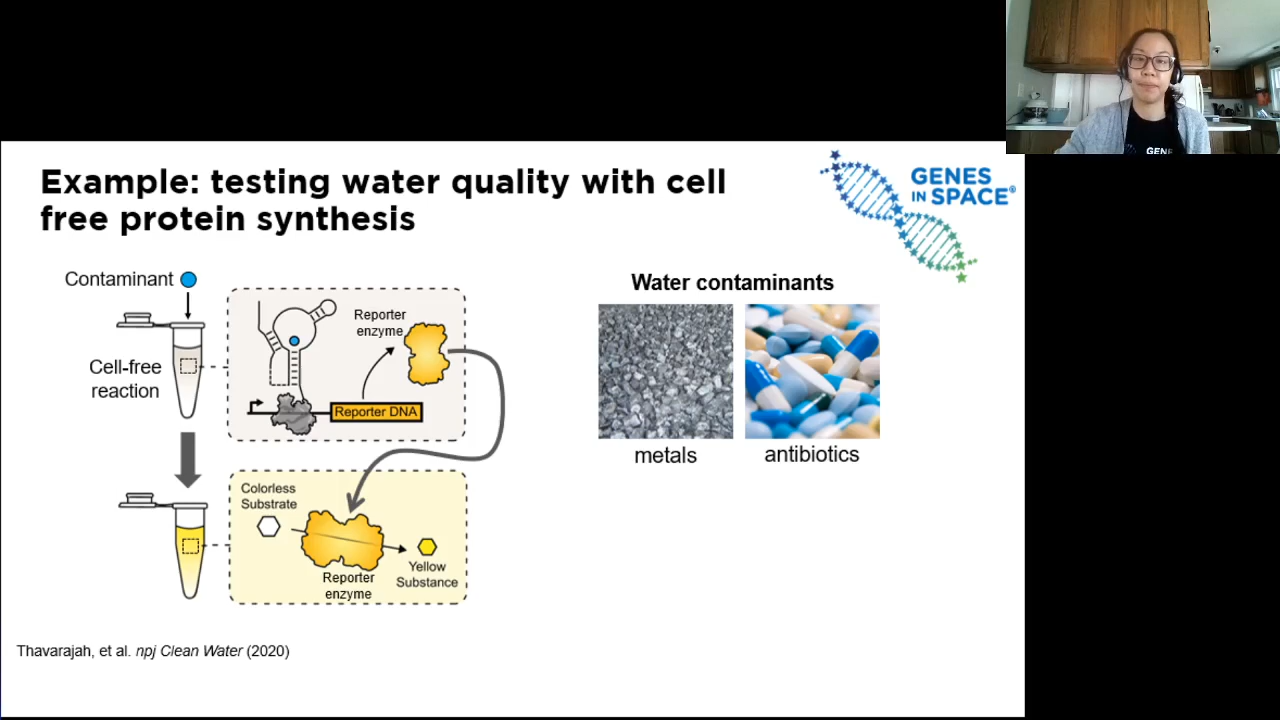 Example: testing water quality with cell
free protein synthesis
GENES
IN SPACE®
Contaminant
Cell-free
reaction
Reporter
enzyme
Reporter DNA
Colorless
Substrate
Reporter
enzyme
Yellow
Substance
Water contaminants
metals
antibiotics
Thavarajah, et al. npj Clean Water (2020)
GENE